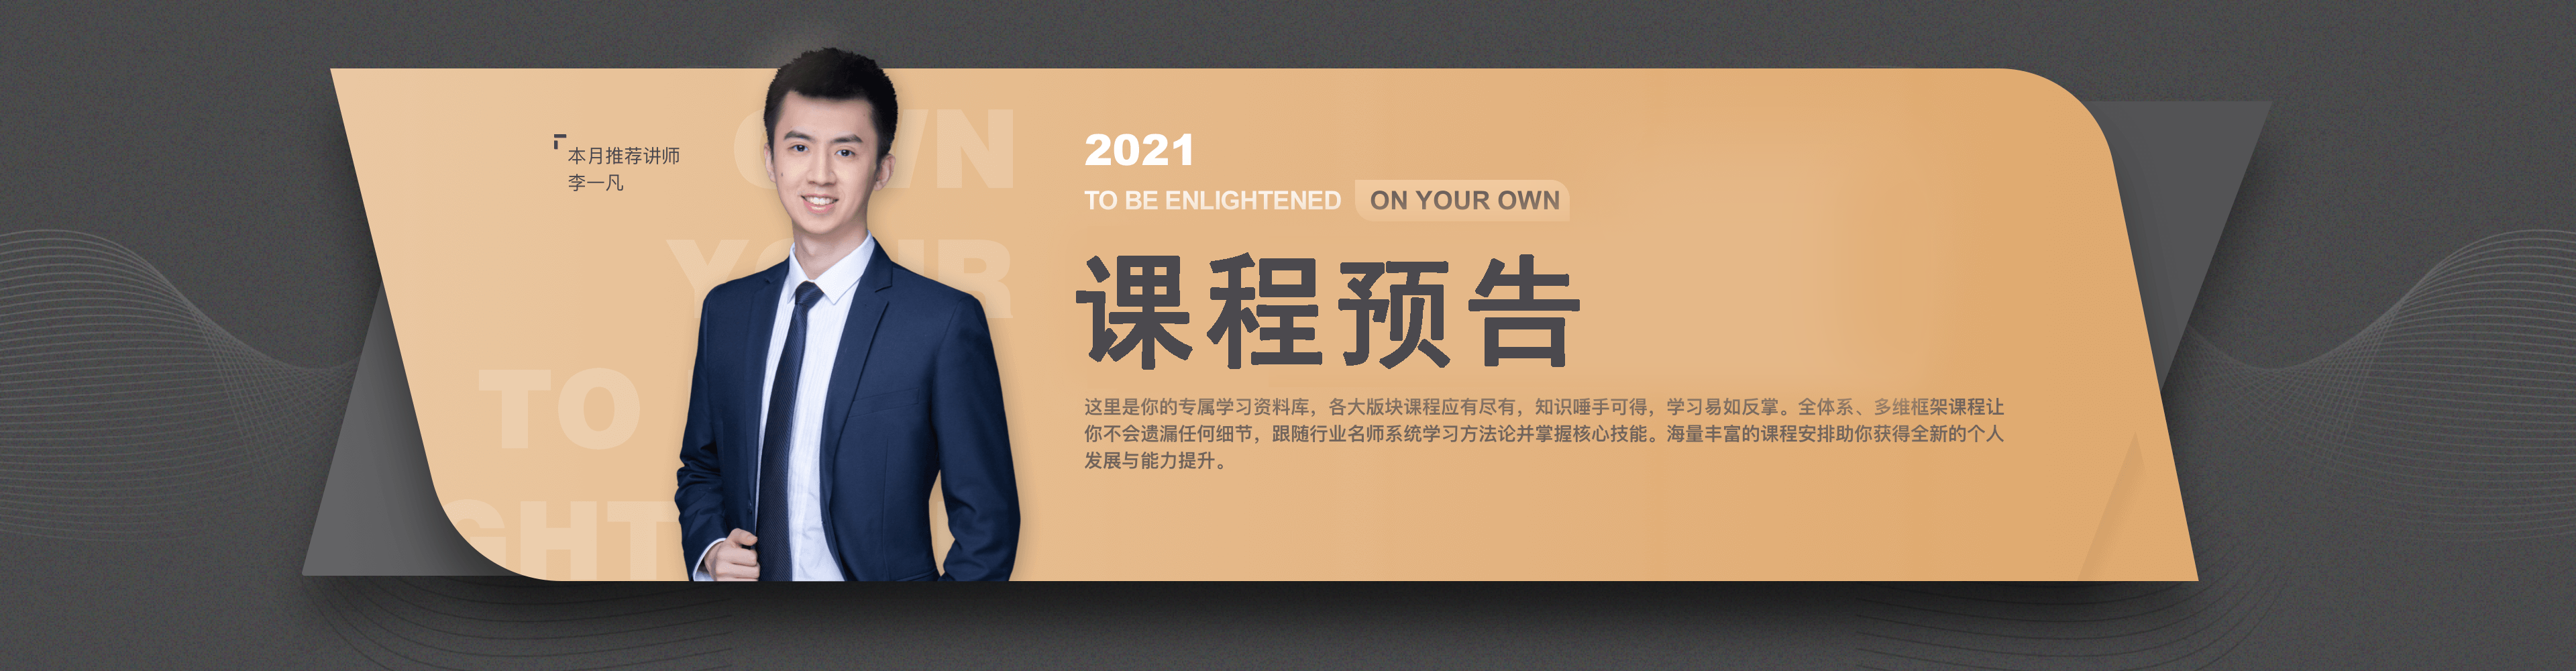 本月推荐讲师
李一凡
2021
TO BE ENLIGHTENED ON YOUR OWN
课程预告
这里是你的专属学习资料库，各大版块课程应有尽有，知识唾手可得，学习易如反掌。全体系、多维框架课程让
你不会遗漏任何细节，跟随行业名师系统学习方法论并掌握核心技能。海量丰富的课程安排助你获得全新的个人
发展与能力提升。
OWN
TO